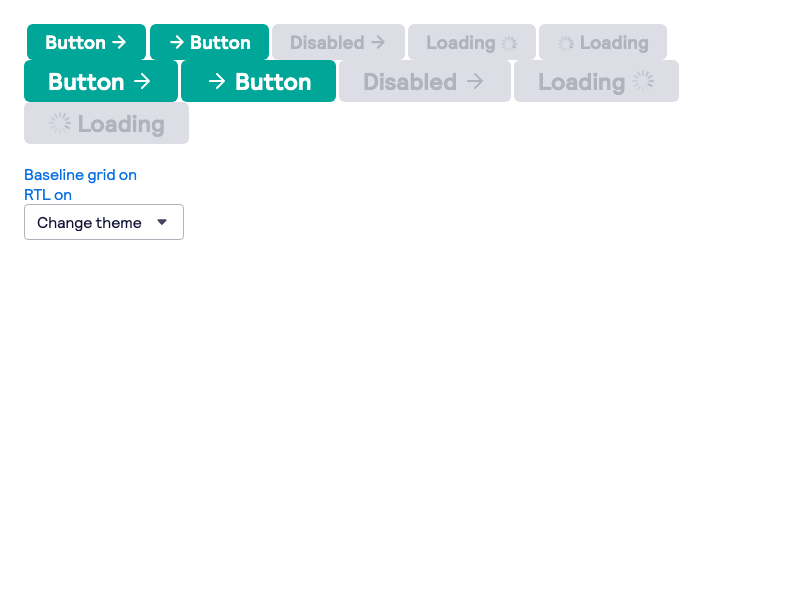 Button → → Button Disabled → Loading Loading
Button → → Button Disabled → Loading
Loading
Baseline grid on
RTL on
Change theme